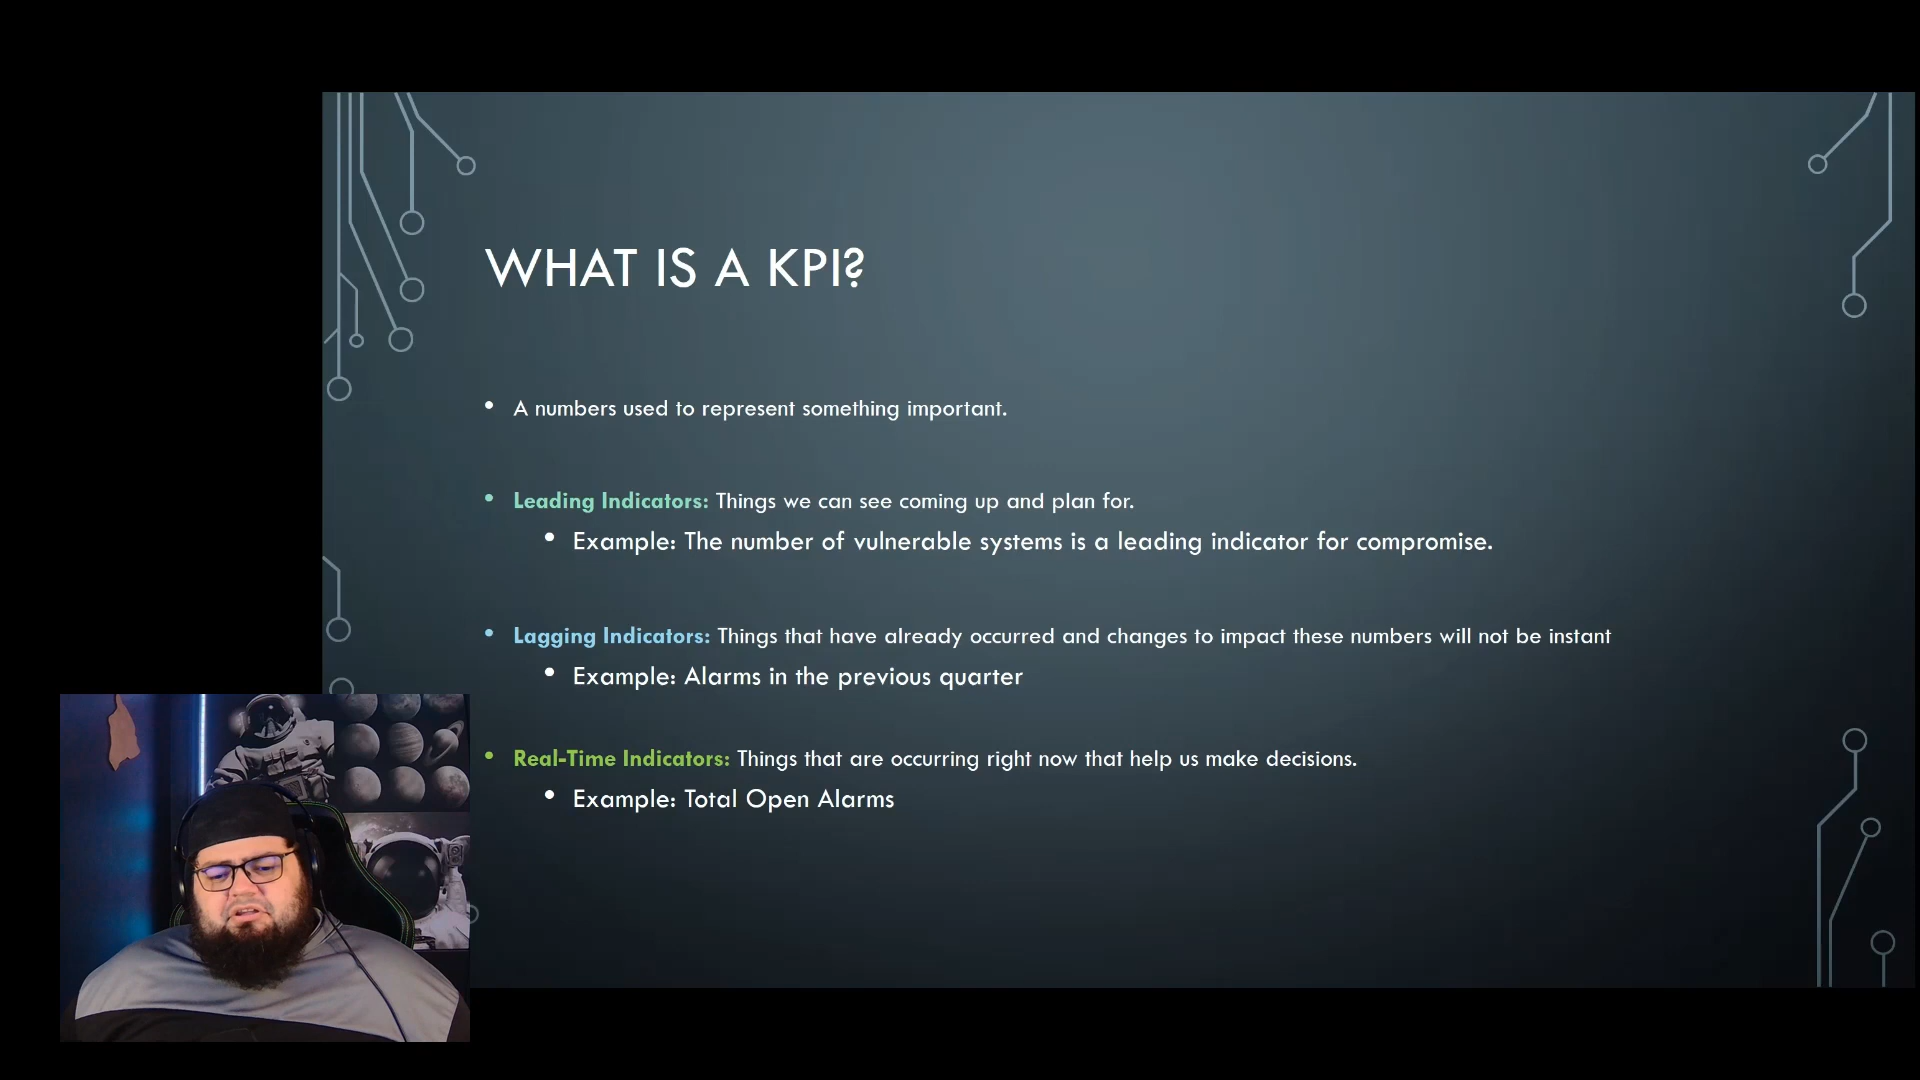 WHAT IS A KPI?
• A numbers used to represent something important.
• Leading Indicators: Things we can see coming up and plan for.
• Example: The number of vulnerable systems is a leading indicator for compromise.
• Lagging Indicators: Things that have already occurred and changes to impact these numbers will not be instant
• Example: Alarms in the previous quarter
• Real-Time Indicators: Things that are occurring right now that help us make decisions.
• Example: Total Open Alarms